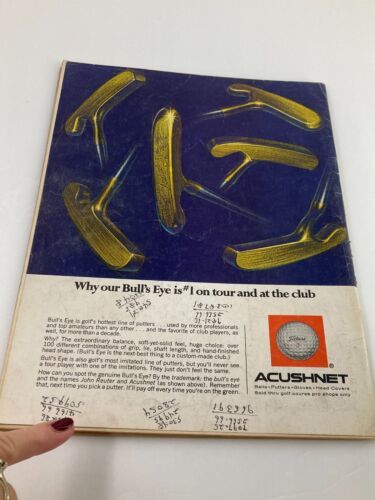 Why our Bull's Eye is #1 on tour and at the club
Bull's Eye is golf's hottest line of putters . . . used by more professionals
and top amateurs than any other . . . and the favorite of club players, as
well, for more than a decade.
Why? The extraordinary balance, soft-yet-solid feel, huge choice: over
100 different combinations of grip, lie, shaft length, and hand-finished
head shape. (Bull's Eye is the next-best thing to a custom-made club.)
Bull's Eye is also golf's most imitated line of putters, but you'll never see
a tour player with one of the imitations. They just don't feel the same.
How can you spot the genuine Bull's Eye? By the trademark: the bull's eye
and the names John Reuter and Acushnet (as shown above). Remember
that, next time you pick a putter. It'll pay off every time you're on the green.
Titleist
ACUSHNET
Balls • Putters • Gloves • Head Covers
Sold thru golf course pro shops only